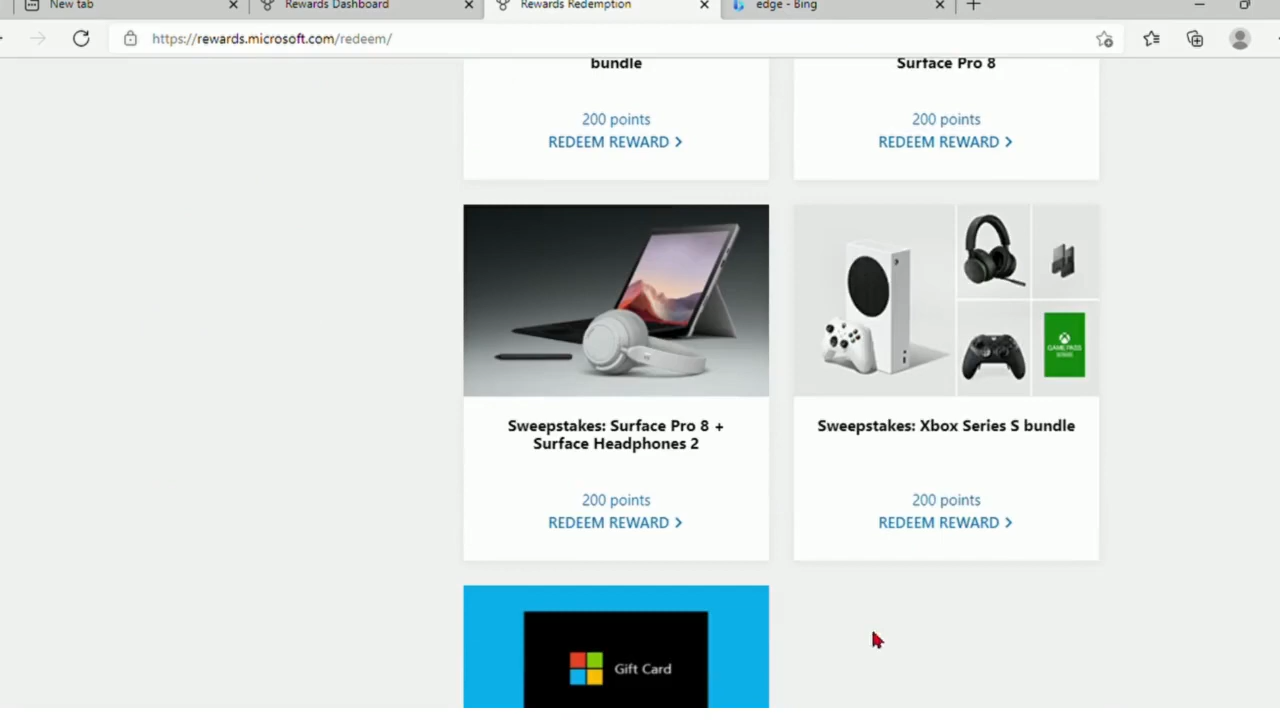 New tab
Rewards Dashboard
Rewards Redemption
edge - Bing
https://rewards.microsoft.com/redeem/
bundle
200 points
REDEEM REWARD >
Surface Pro 8
200 points
REDEEM REWARD >
Sweepstakes: Surface Pro 8 +
Surface Headphones 2
200 points
REDEEM REWARD >
GAME PASS
Sweepstakes: Xbox Series S bundle
200 points
REDEEM REWARD >
Gift Card